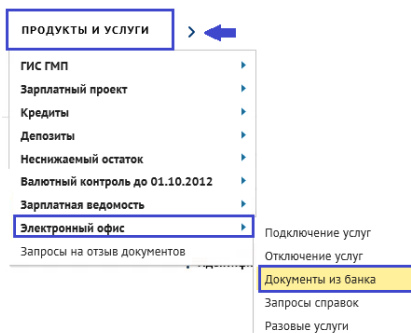 ПРОДУКТЫ И УСЛУГИ
ГИС ГМП
Зарплатный проект
Кредиты
Депозиты
Неснижаемый остаток
Валютный контроль до 01.10.2012
Зарплатная ведомость
Электронный офис
Запросы на отзыв документов
Подключение услуг
Отключение услуг
Документы из банка
Запросы справок
Разовые услуги